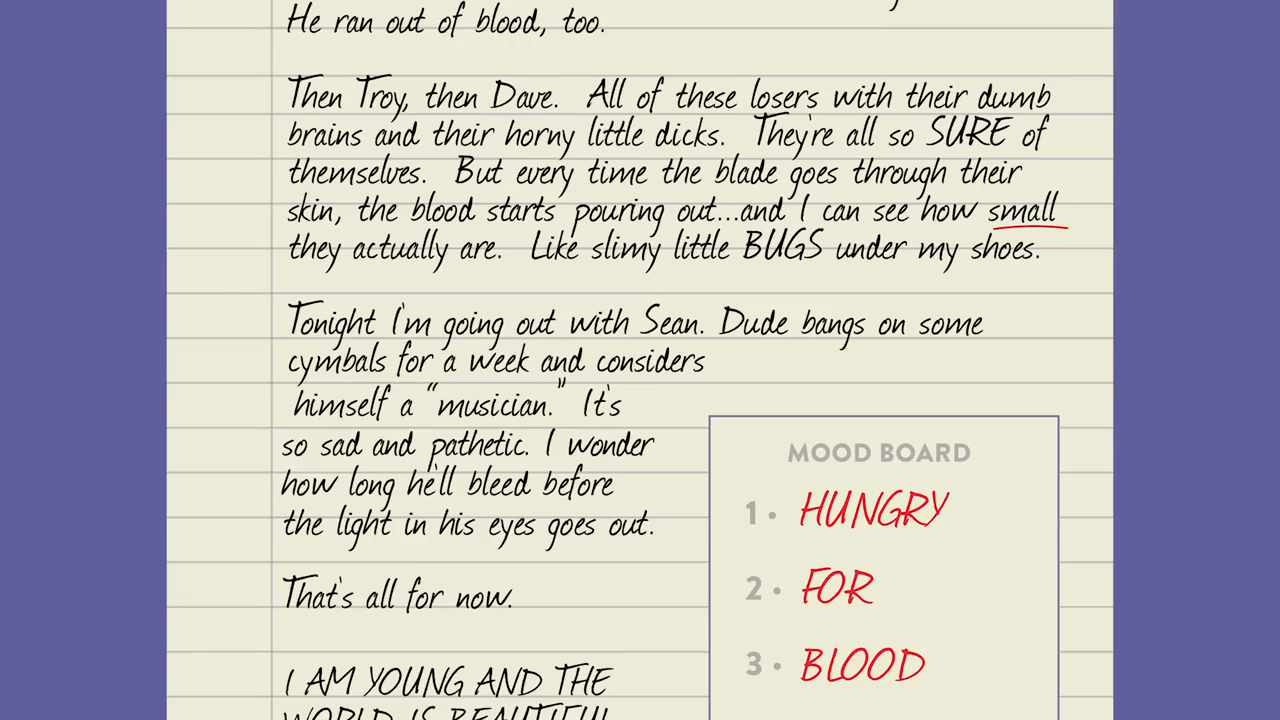 He ran out of blood, too.
Then Troy, then Dave. All of these losers with their dumb
brains and their horny little dicks. They're all so SURE of
themselves. But every time the blade goes through their
skin, the blood starts pouring out...and I can see how small
they actually are. Like slimy little BUGS under my shoes.
Tonight I'm going out with Sean. Dude bangs on some
cymbals for a week and considers
himself a "musician." It's
so sad and pathetic. I wonder
how long he'll bleed before
the light in his eyes goes out.
That's all for now.
I AM YOUNG AND THE
WORLD IS BEAUTIFUL
MOOD BOARD
1 • HUNGRY
2 • FOR
3 • BLOOD